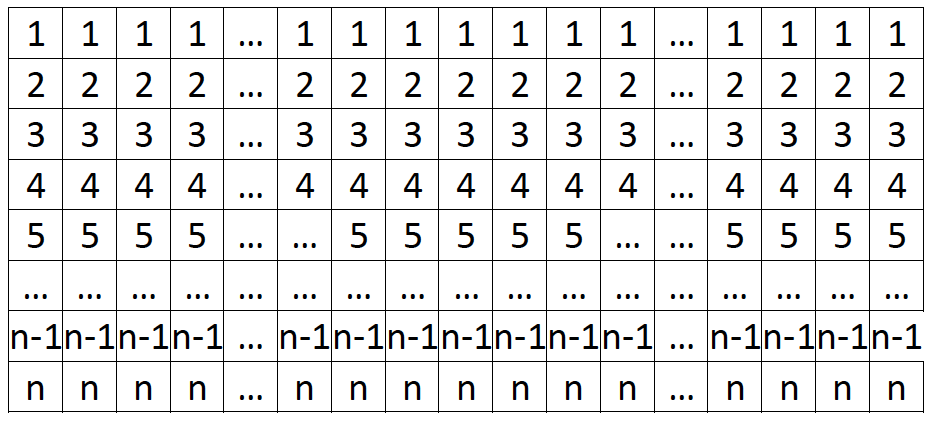 1 1 1 1 ... 1 1 1 1 1 1 1 ... 1 1 1 1
2 2 2 2 ... 2 2 2 2 2 2 2 ... 2 2 2 2
3 3 3 3 ... 3 3 3 3 3 3 3 ... 3 3 3 3
4 4 4 4 ... 4 4 4 4 4 4 4 ... 4 4 4 4
5 5 5 5 ... ... 5 5 5 5 5 ... ... 5 5 5 5
... ... ... ... ... ... ... ... ... ... ... ... ... ... ... ... ...
n-1 n-1 n-1 n-1 ... n-1 n-1 n-1 n-1 n-1 n-1 n-1 ... n-1 n-1 n-1 n-1
n n n n ... n n n n n n n ... n n n n